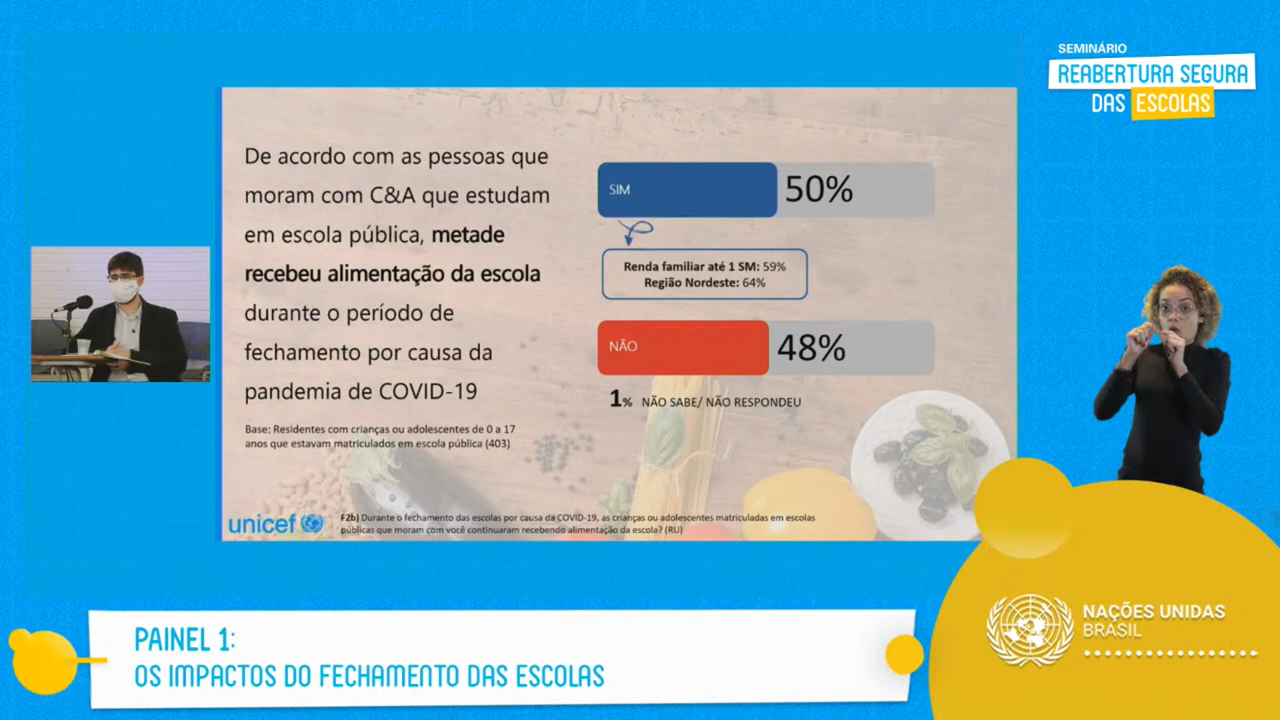 SEMINÁRIO
REABERTURA SEGURA
DAS ESCOLAS
De acordo com as pessoas que
moram com C&A que estudam
em escola pública, metade
recebeu alimentação da escola
durante o período de
fechamento por causa da
pandemia de COVID-19
Base: Residentes com crianças ou adolescentes de 0 a 17
anos que estavam matriculados em escola pública (403)
SIM
50%
Renda familiar até 1 SM: 59%
Região Nordeste: 64%
NÃO
48%
1% NÃO SABE/ NÃO RESPONDEU
unicef
F2b) Durante o fechamento das escolas por causa da COVID-19, as crianças ou adolescentes matriculadas em escolas
públicas que moram com você continuaram recebendo alimentação da escola? (RU)
PAINEL 1:
OS IMPACTOS DO FECHAMENTO DAS ESCOLAS
NAÇÕES UNIDAS
BRASIL